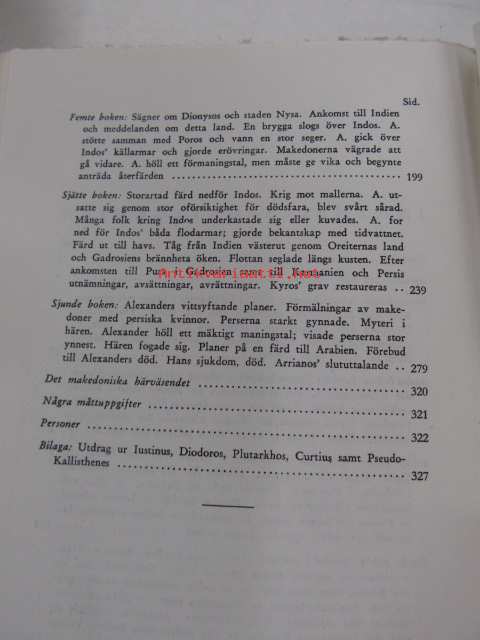 Sid.
Femte boken: Sägner om Dionysos och staden Nysa. Ankomst till Indien
och meddelanden om detta land. En brygga slogs över Indos. A.
stötte samman med Poros och vann en stor seger. A. gick över
Indos' källarmar och gjorde erövringar. Makedonerna vägrade att
gå vidare. A. höll ett förmaningstal, men måste ge vika och begynte
anträda återfärden 199
Sjätte boken: Storartad färd nedför Indos. Krig mot mallerna. A. ut-
satte sig genom stor oförsiktighet för dödsfara, blev svårt sårad.
Många folk kring Indos underkastade sig eller kuvades. A. for
ned för Indos' båda flodarmar; gjorde bekantskap med tidvattnet.
Färd ut till havs. Tåg från Indien västerut genom Oreiternas land
och Gadrosiens brännheta öken. Flottan seglade längs kusten. Efter
ankomsten till Pura i Gadrosien samt till Karmanien och Persis
utnämningar, avsättningar, avrättningar. Kyros' grav restaureras 239
Antikvariaatti.net
Sjunde boken: Alexanders vittsyftande planer. Förmälningar av make-
doner med persiska kvinnor. Perserna starkt gynnade. Myteri i
hären. Alexander höll ett mäktigt maningstal; visade perserna stor
ynnest. Hären fogade sig. Planer på en färd till Arabien. Förebud
till Alexanders död. Hans sjukdom, död. Arrianos' slututtalande 279
Det makedoniska härväsendet 320
Några måttuppgifter 321
Personer 322
Bilaga: Utdrag ur Iustinus, Diodoros, Plutarkhos, Curtius samt Pseudo-
Kallisthenes 327